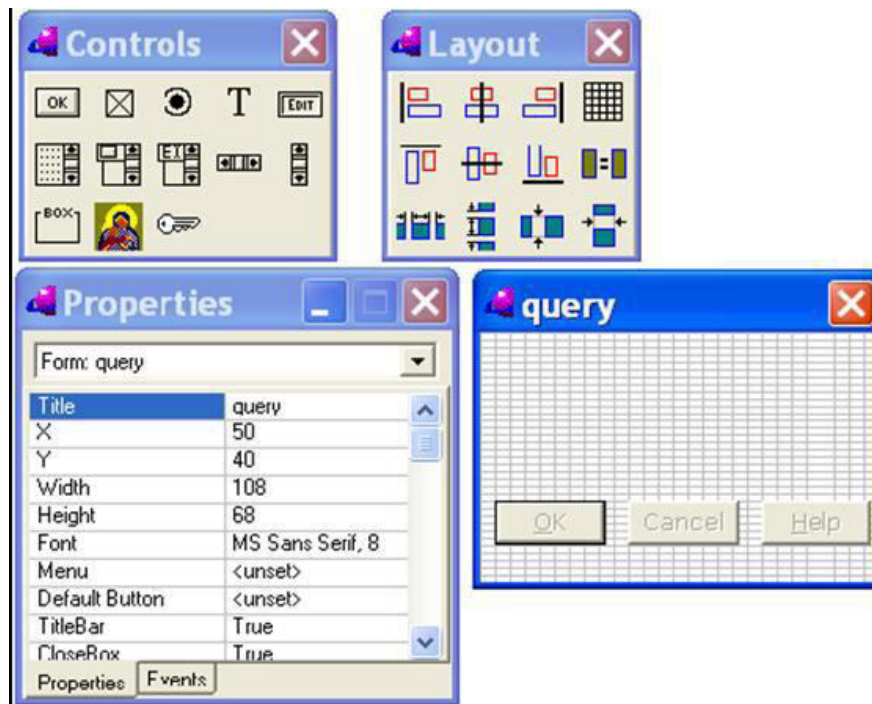 Controls
OK
T
EDIT
EI
BOX
Layout
Properties
Form: query
Title query
X 50
Y 40
Width 108
Height 68
Font MS Sans Serif, 8
Menu <unset>
Default Button <unset>
TitleBar True
CloseBox True
Properties Events
query
OK Cancel Help